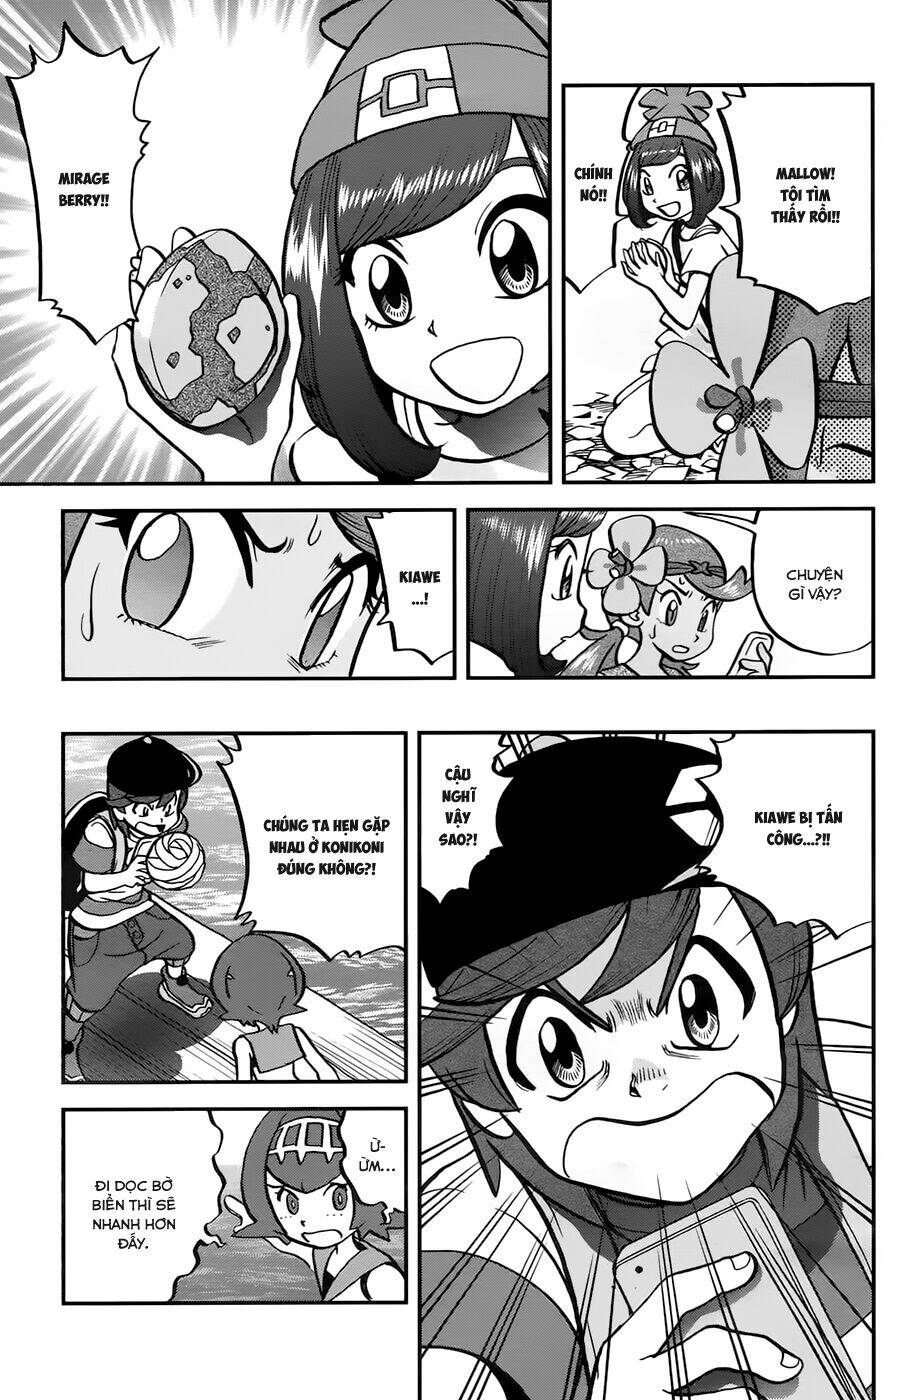 MALLOW!
TÔI TÌM
THẤY RỒI!!
CHÍNH
NÓ!!
MIRAGE
BERRY!!
CHUYỆN
GÌ VẬY?
KIAWE
...!
KIAWE BỊ TẤN
CÔNG...?!!
CẬU
NGHĨ
VẬY
SAO?!
CHÚNG TA HẸN GẶP
NHAU Ở KONIKONI
ĐÚNG KHÔNG?!
Ừ-
ỪM...
ĐI DỌC BỜ
BIỂN THÌ SẼ
NHANH HƠN
ĐẤY.